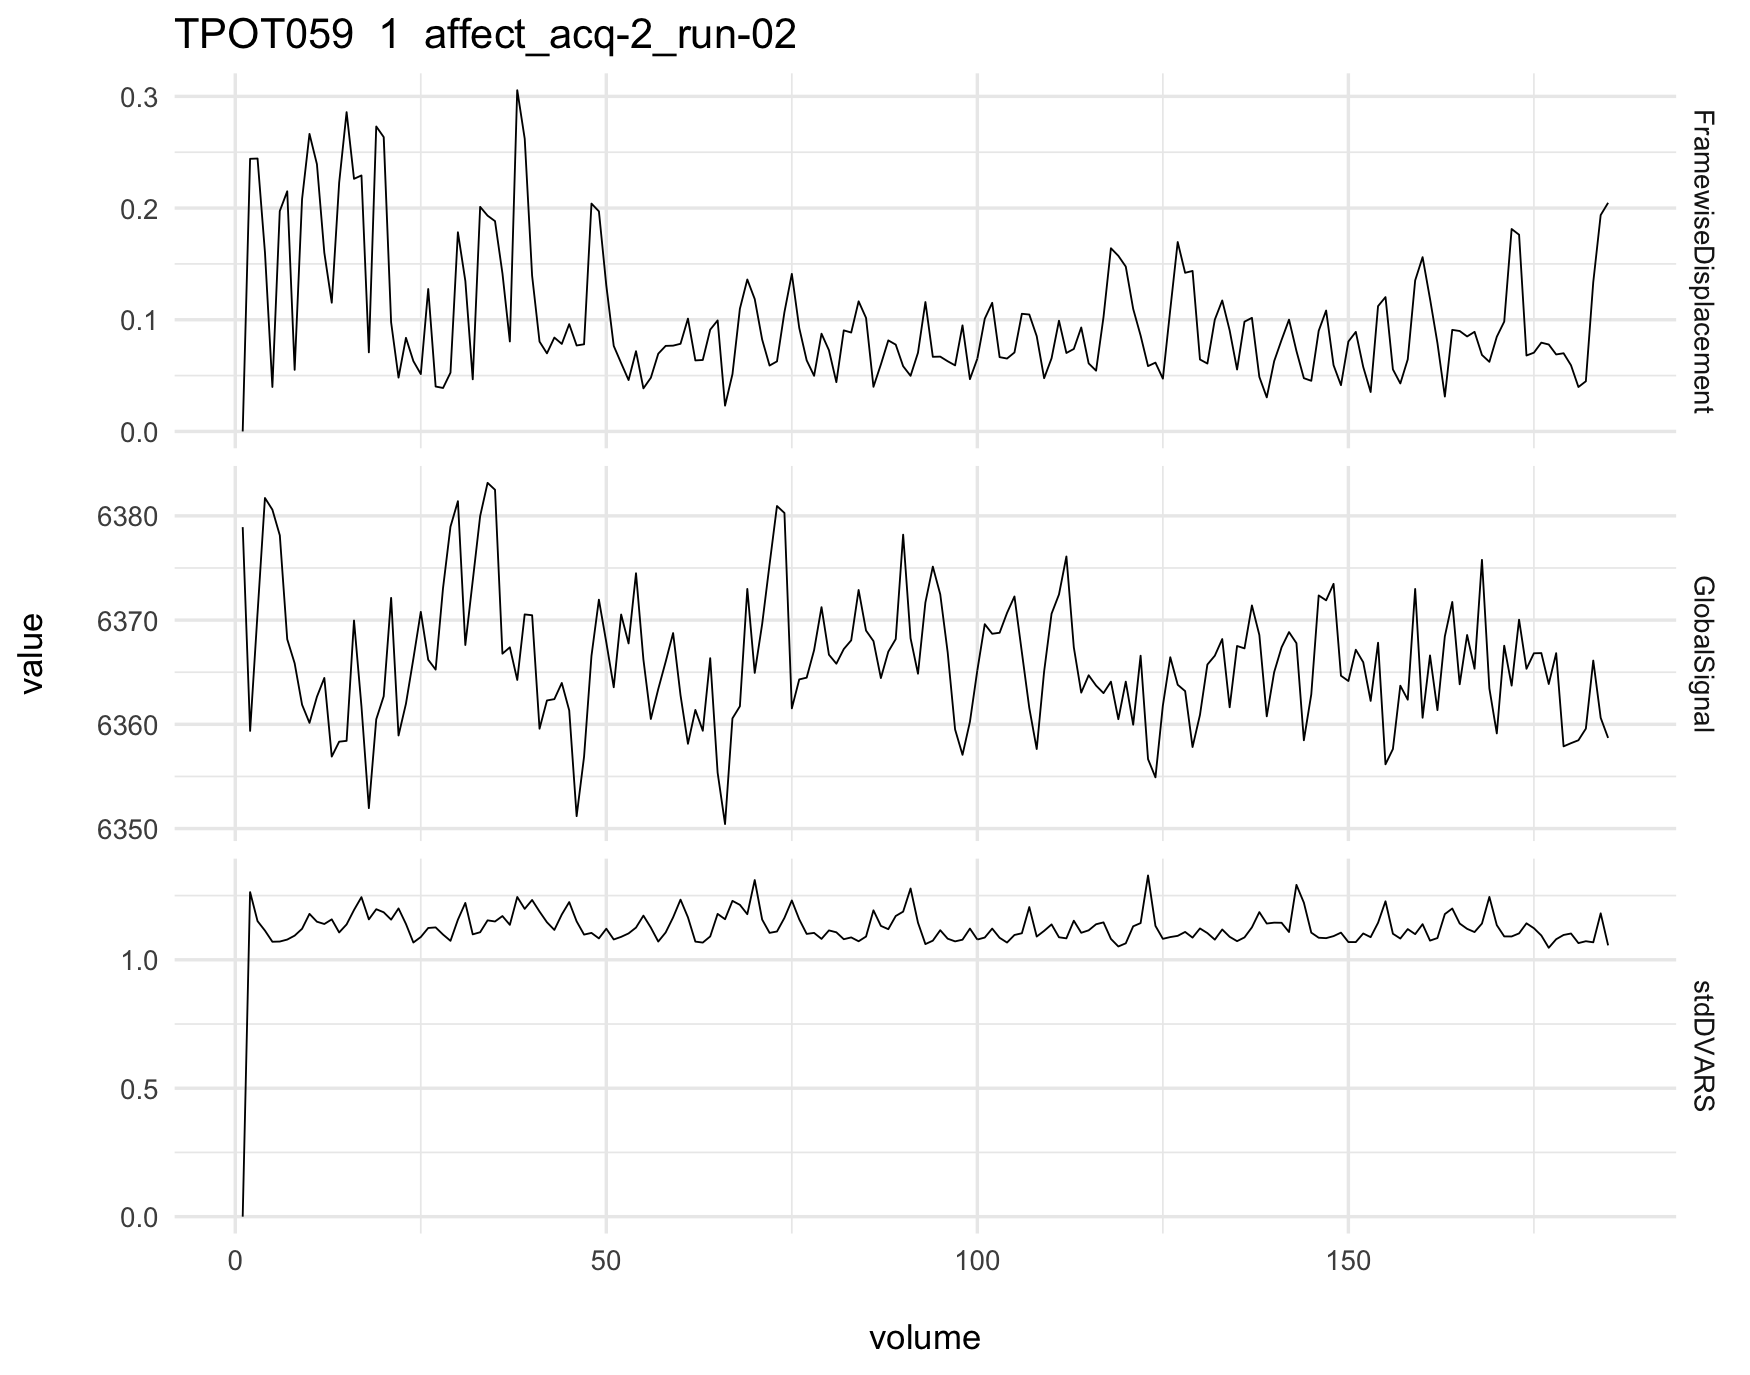 TPOT059 1 affect_acq-2_run-02
0.3
0.2
0.1
0.0
FramewiseDisplacement
6380
6370
6360
6350
GlobalSignal
value
1.0
0.5
0.0
stdDVARS
0 50 100 150
volume